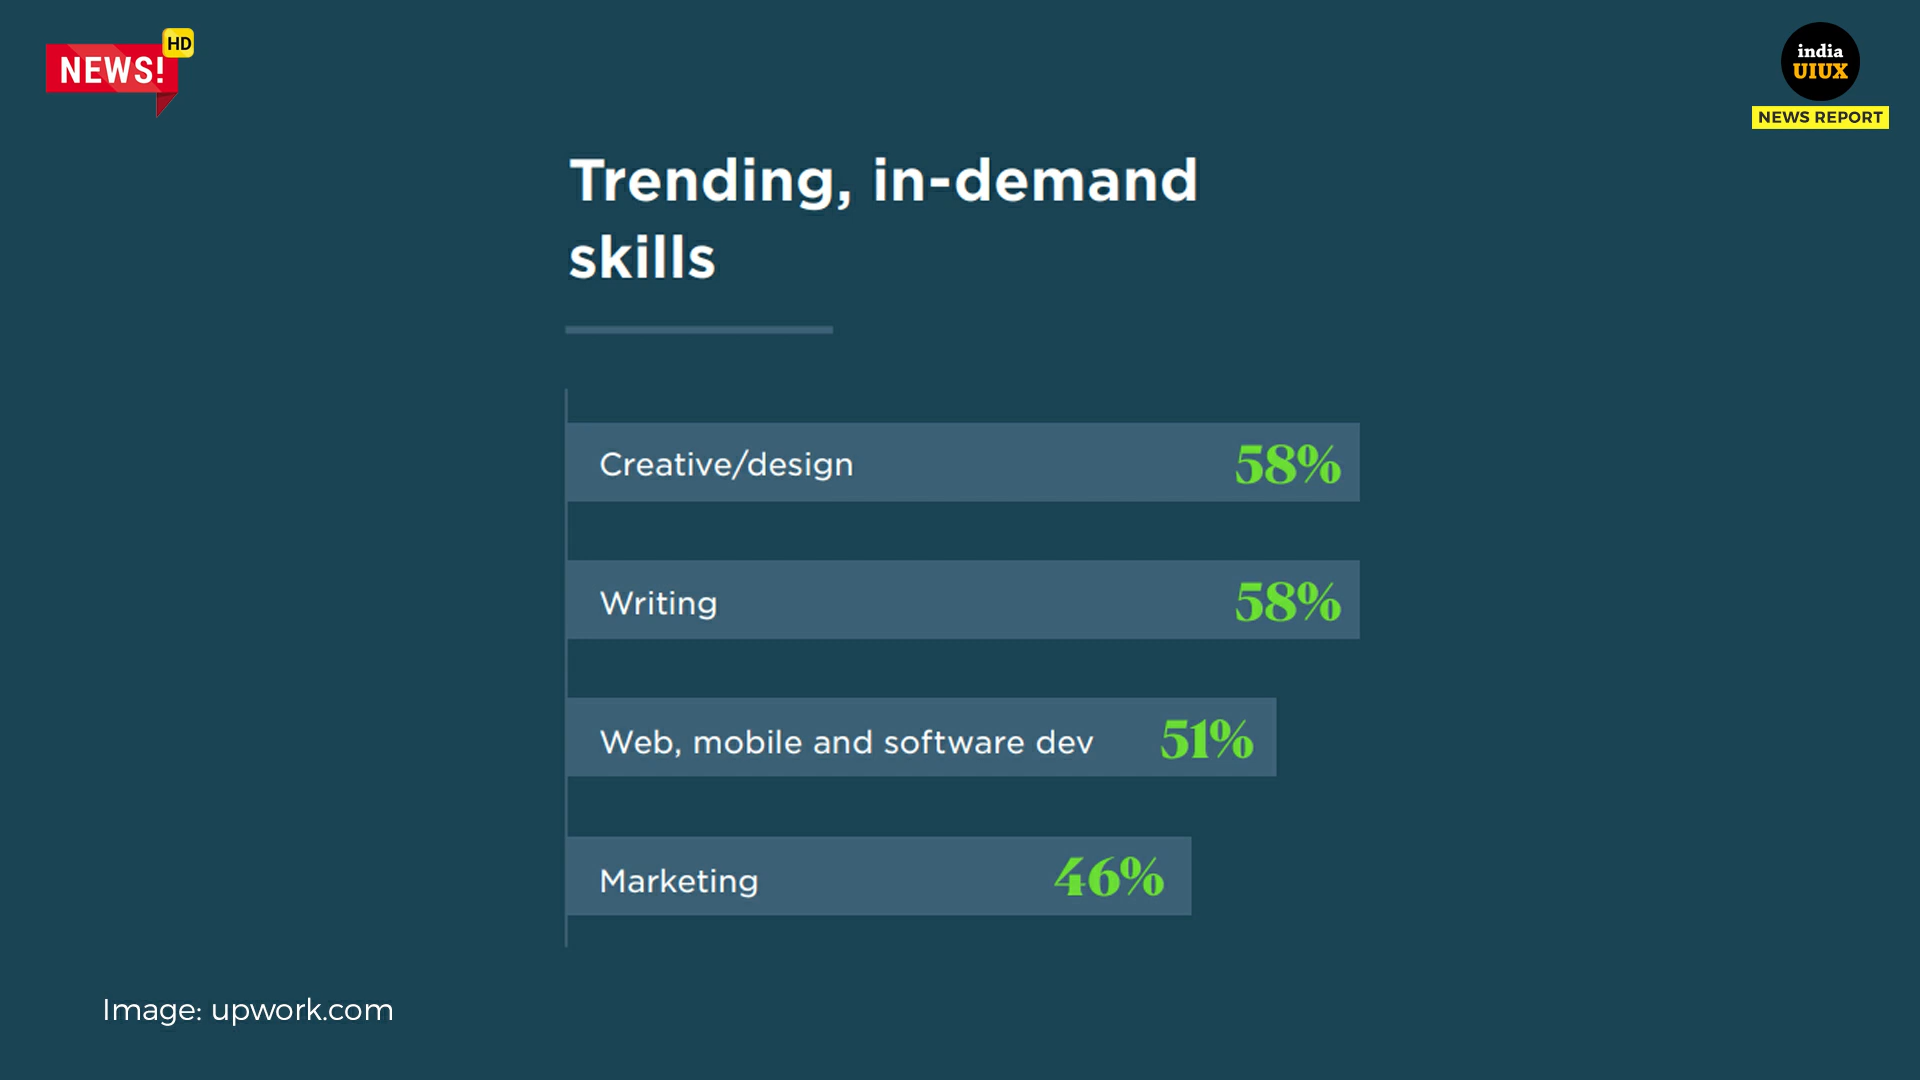 NEWS!
HD
india
UIUX
NEWS REPORT
Trending, in-demand
skills
Creative/design 58%
Writing 58%
Web, mobile and software dev 51%
Marketing 46%
Image: upwork.com